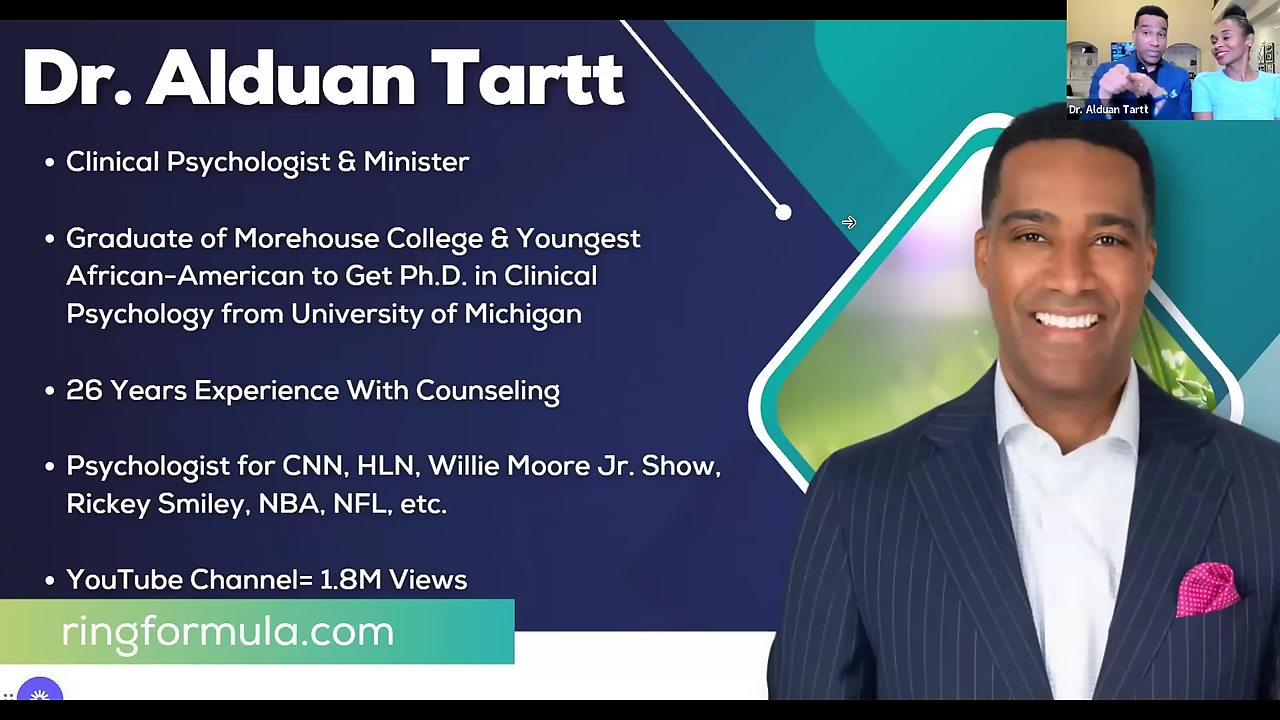 Dr. Alduan Tartt
• Clinical Psychologist & Minister
• Graduate of Morehouse College & Youngest
African-American to Get Ph.D. in Clinical
Psychology from University of Michigan
• 26 Years Experience With Counseling
• Psychologist for CNN, HLN, Willie Moore Jr. Show,
Rickey Smiley, NBA, NFL, etc.
• YouTube Channel= 1.8M Views
ringformula.com
Dr. Alduan Tartt